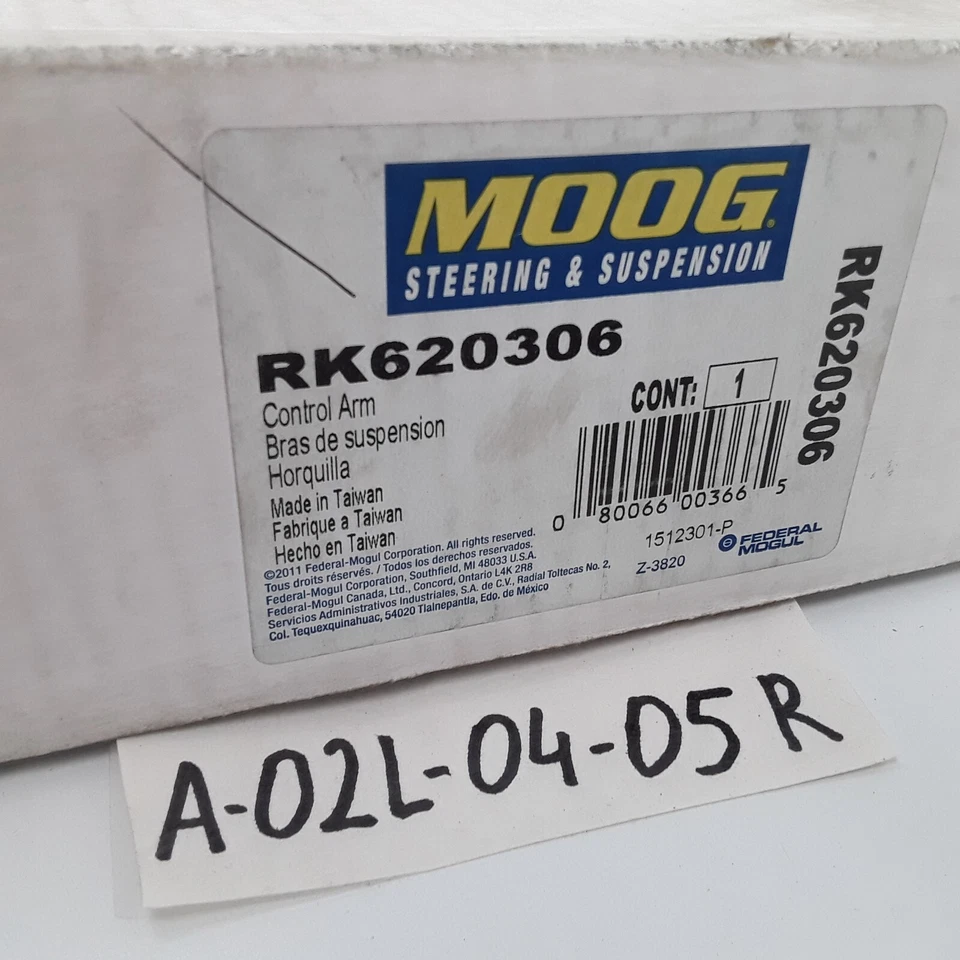 MOOG
STEERING & SUSPENSION
RK620306
RK620306
Control Arm
Bras de suspension
Horquilla
Made in Taiwan
Fabrique a Taiwan
Hecho en Taiwan
CONT: 1
0 80066 00366 5
1512301-P
Z-3820
FEDERAL
MOGUL
©2011 Federal-Mogul Corporation. All rights reserved.
Tous droits réservés. / Todos los derechos reservados.
Federal-Mogul Corporation, Southfield, MI 48033 U.S.A.
Federal-Mogul Canada, Ltd., Concord, Ontario L4K 2R8
Servicios Administrativos Industriales, S.A. de C.V., Radial Toltecas No. 2,
Col. Tequexquinahuac, 54020 Tlalnepantla, Edo. de México
A-02L-04-05 R